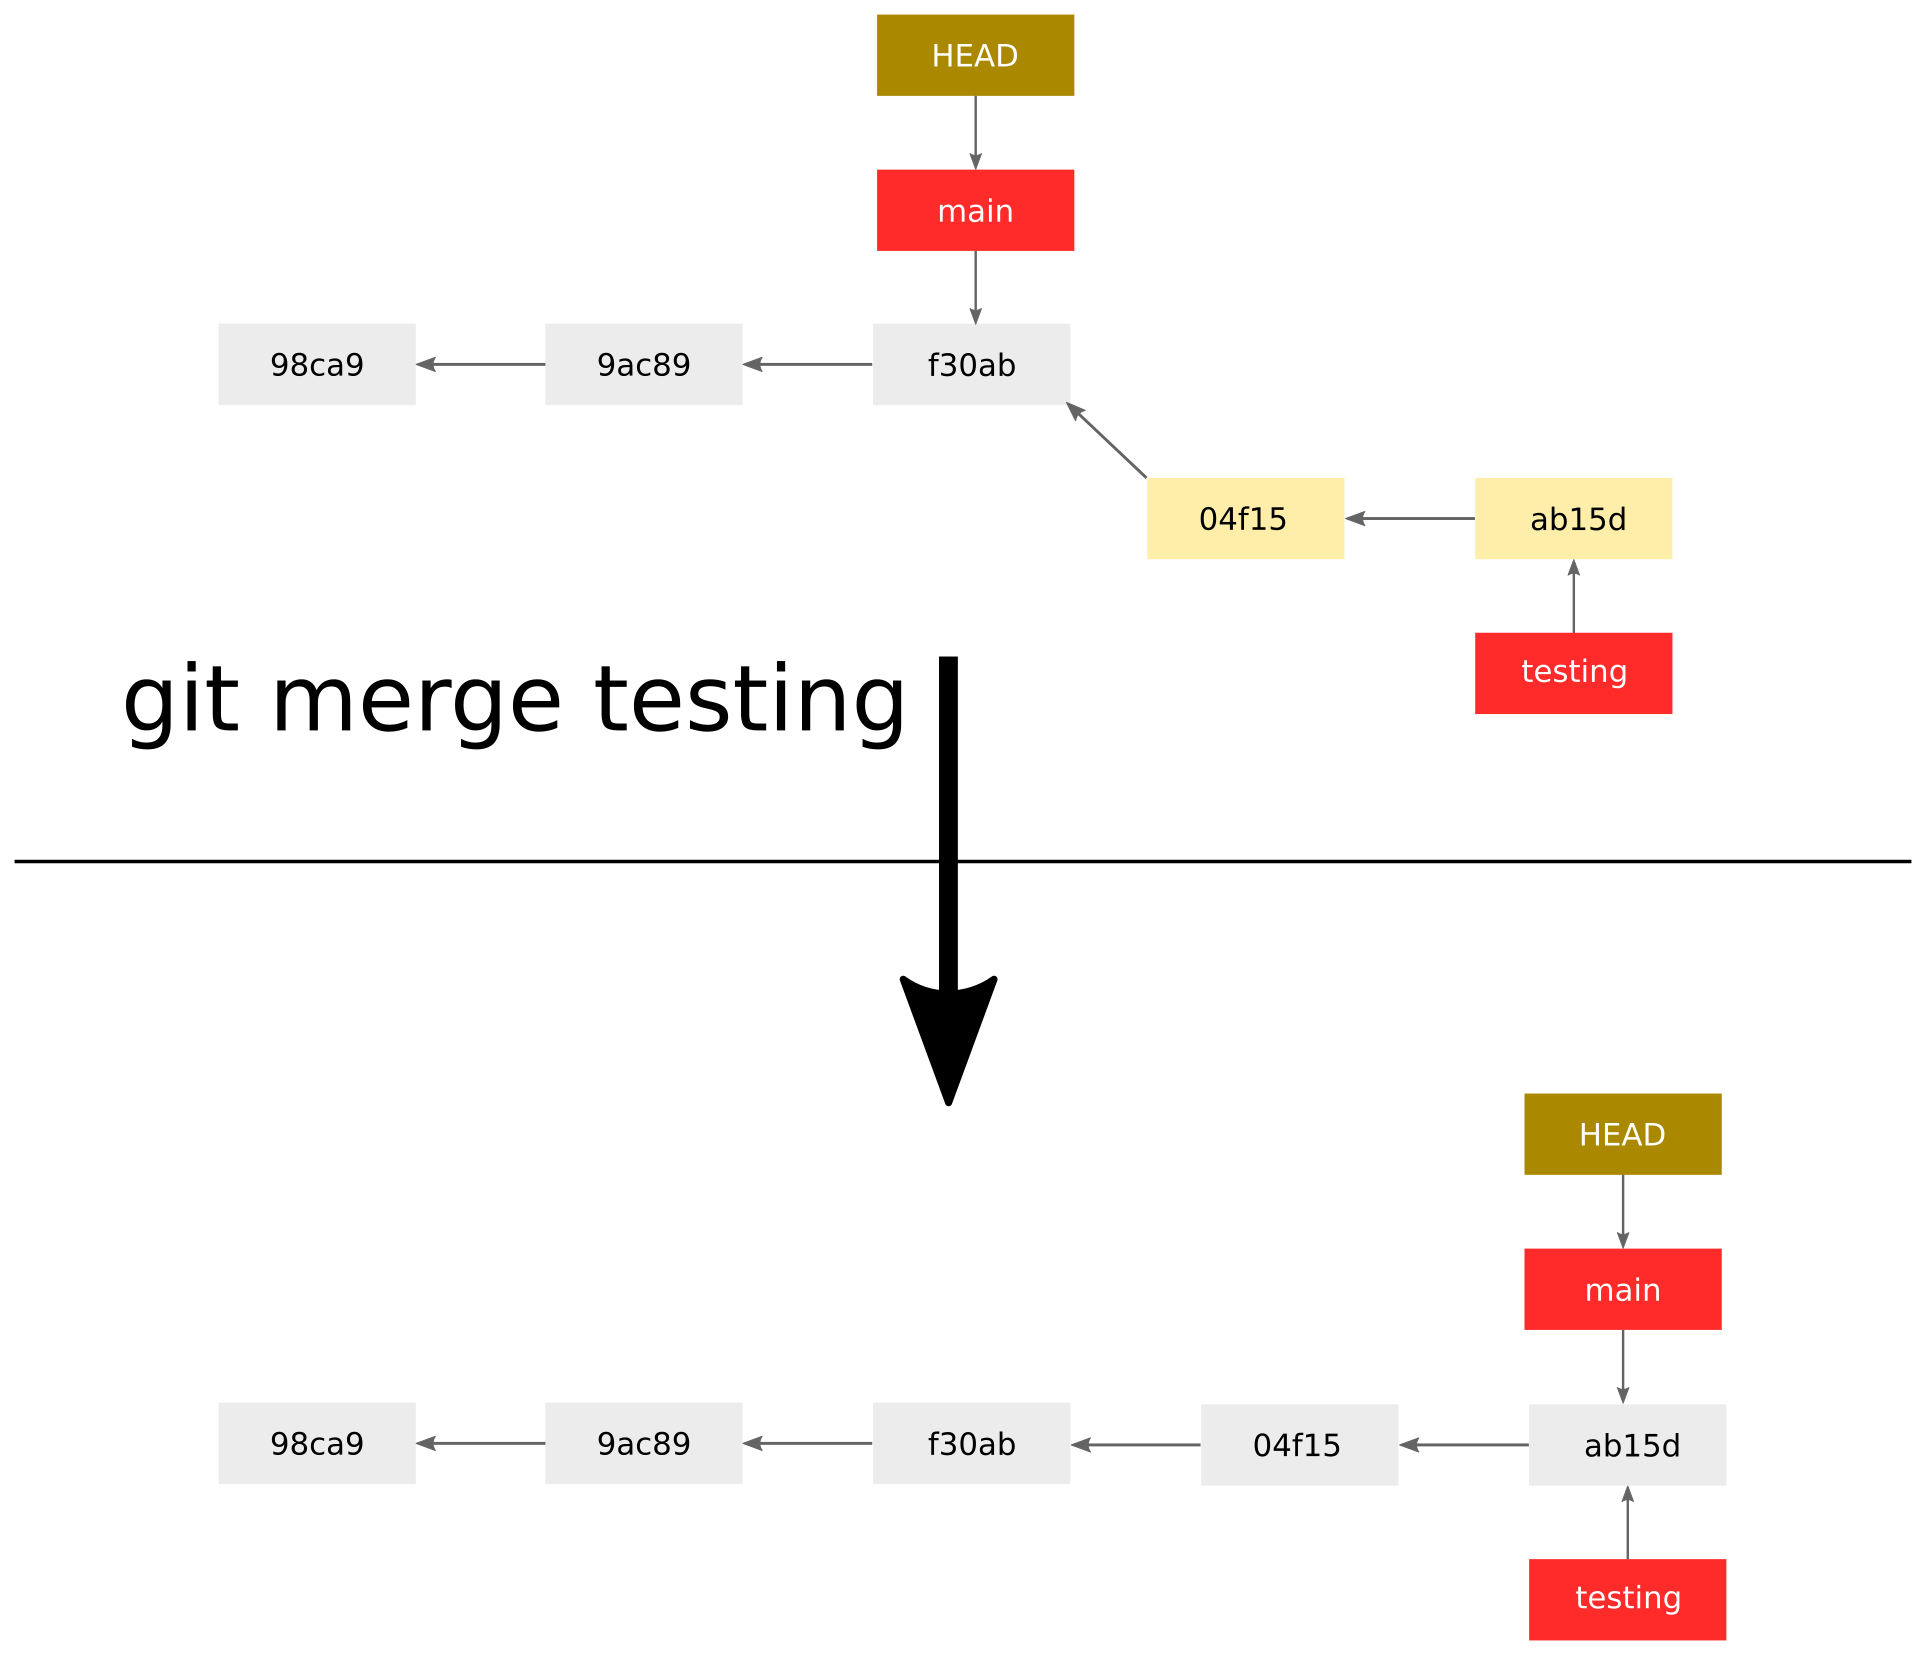 HEAD
main
98ca9 9ac89 f30ab
04f15 ab15d
testing
git merge testing
HEAD
main
98ca9 9ac89 f30ab 04f15 ab15d
testing